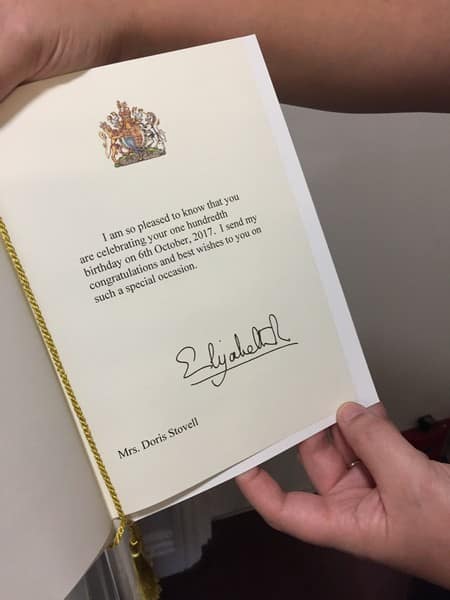 I am so pleased to know that you
are celebrating your one hundredth
birthday on 6th October, 2017. I send my
congratulations and best wishes to you on
such a special occasion.
Elizabeth R
Mrs. Doris Stovell